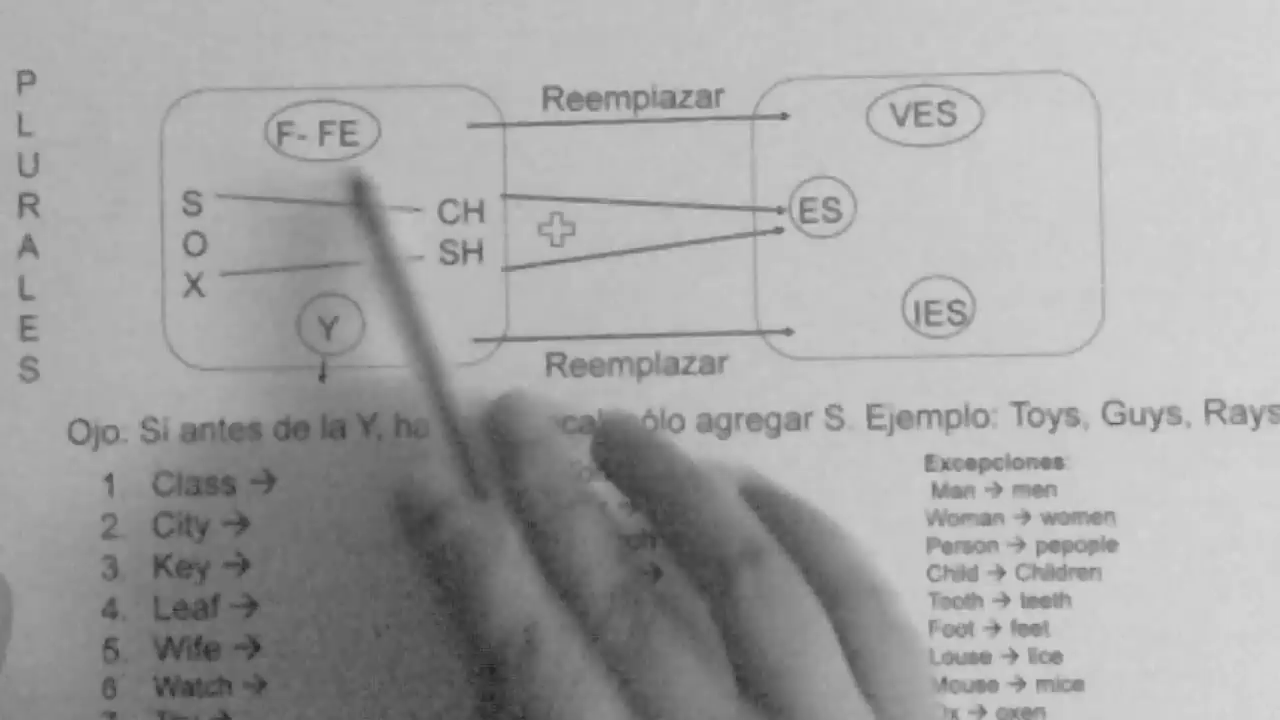 PLURALES
F- FE
Reemplazar
VES
S
O
X
CH
SH
ES
Y
IES
Reemplazar
Ojo: Si antes de la Y, ha sólo agregar S. Ejemplo: Toys, Guys, Rays
1 Class →
2 City →
3 Key →
4. Leaf →
5. Wife →
6 Watch →
Excepciones:
Man → men
Woman → women
Person → pepople
Child → Children
Tooth → teeth
Foot → feet
Louse → lice
Mouse → mice
→ oxen